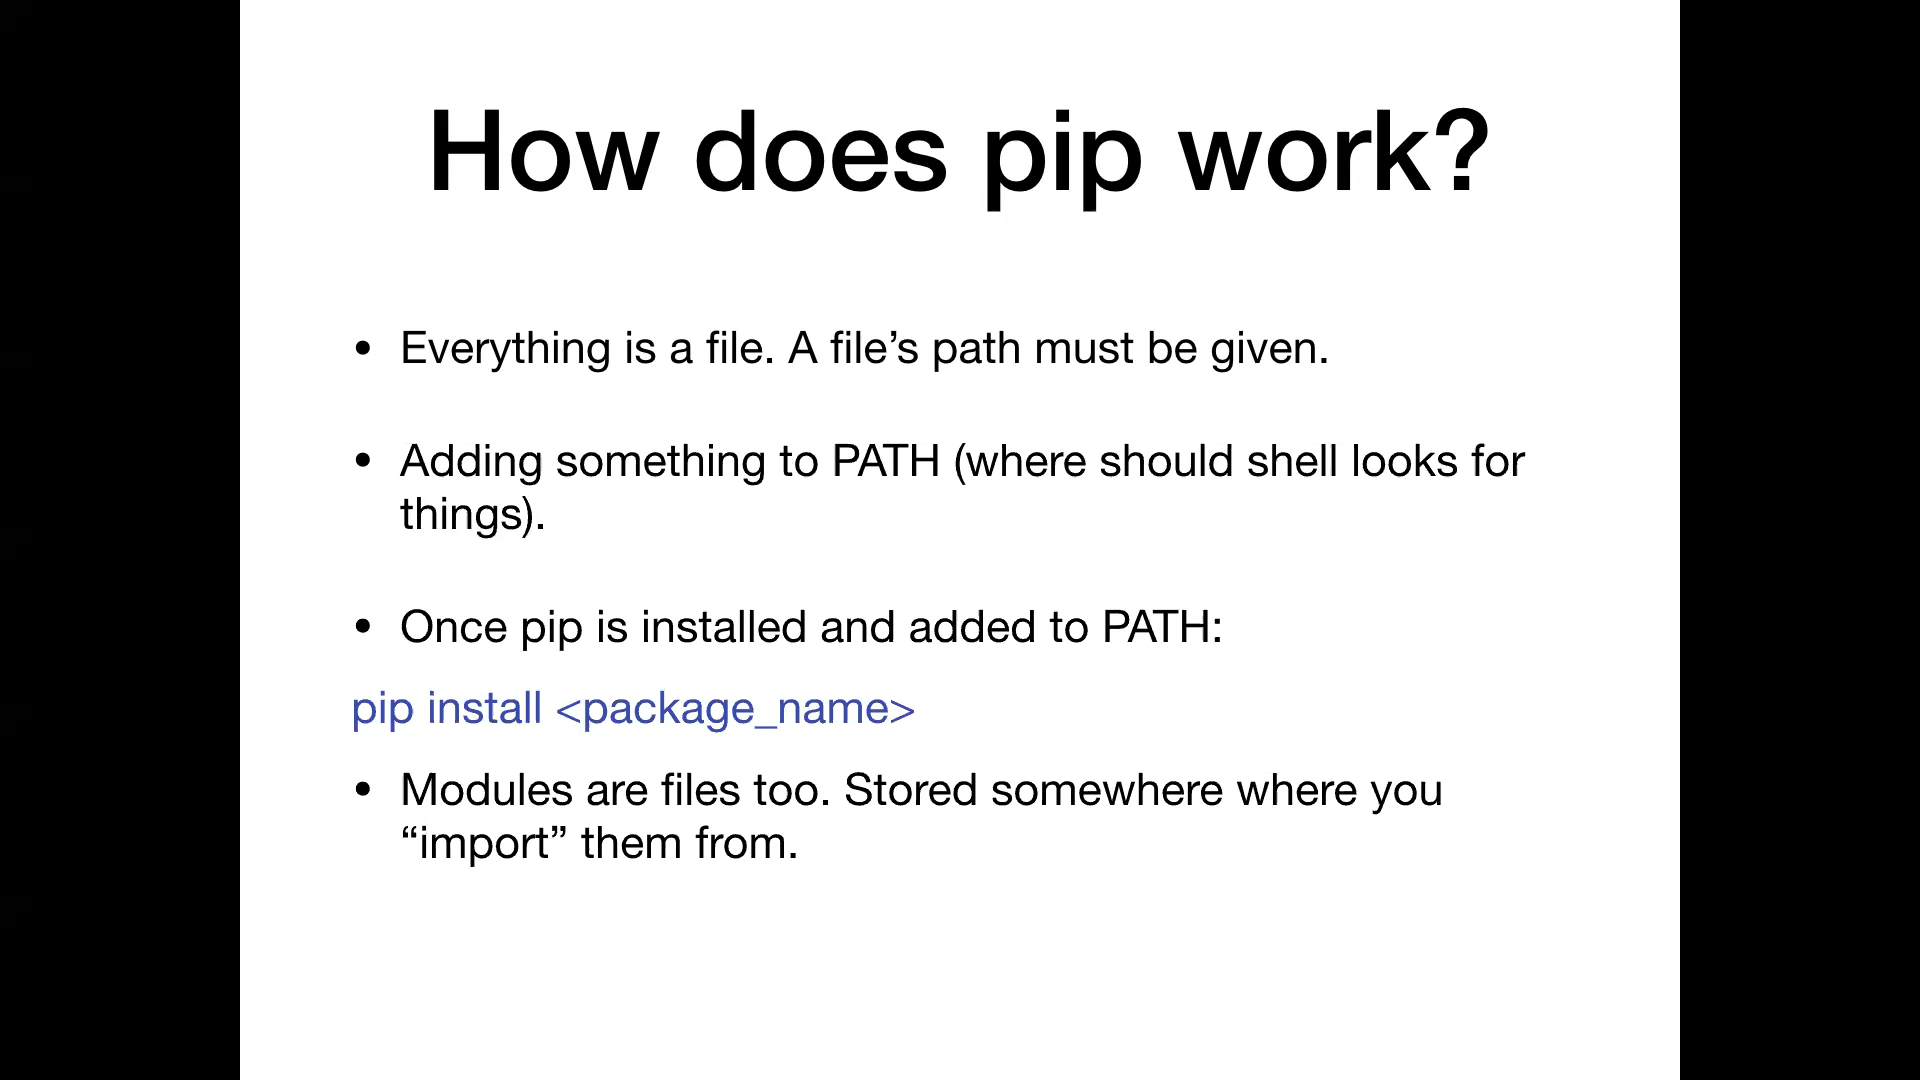 How does pip work?
• Everything is a file. A file’s path must be given.
• Adding something to PATH (where should shell looks for
things).
• Once pip is installed and added to PATH:
pip install <package_name>
• Modules are files too. Stored somewhere where you
“import” them from.